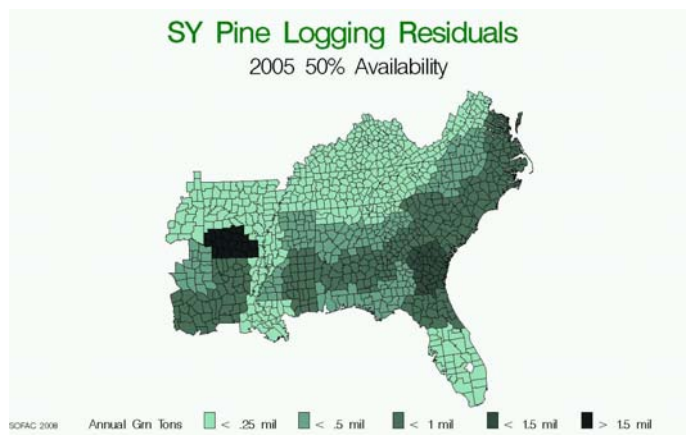 SY Pine Logging Residuals
2005 50% Availability
SOFAC 2008 Annual Grn Tons < .25 mil < .5 mil < 1 mil < 1.5 mil > 1.5 mil